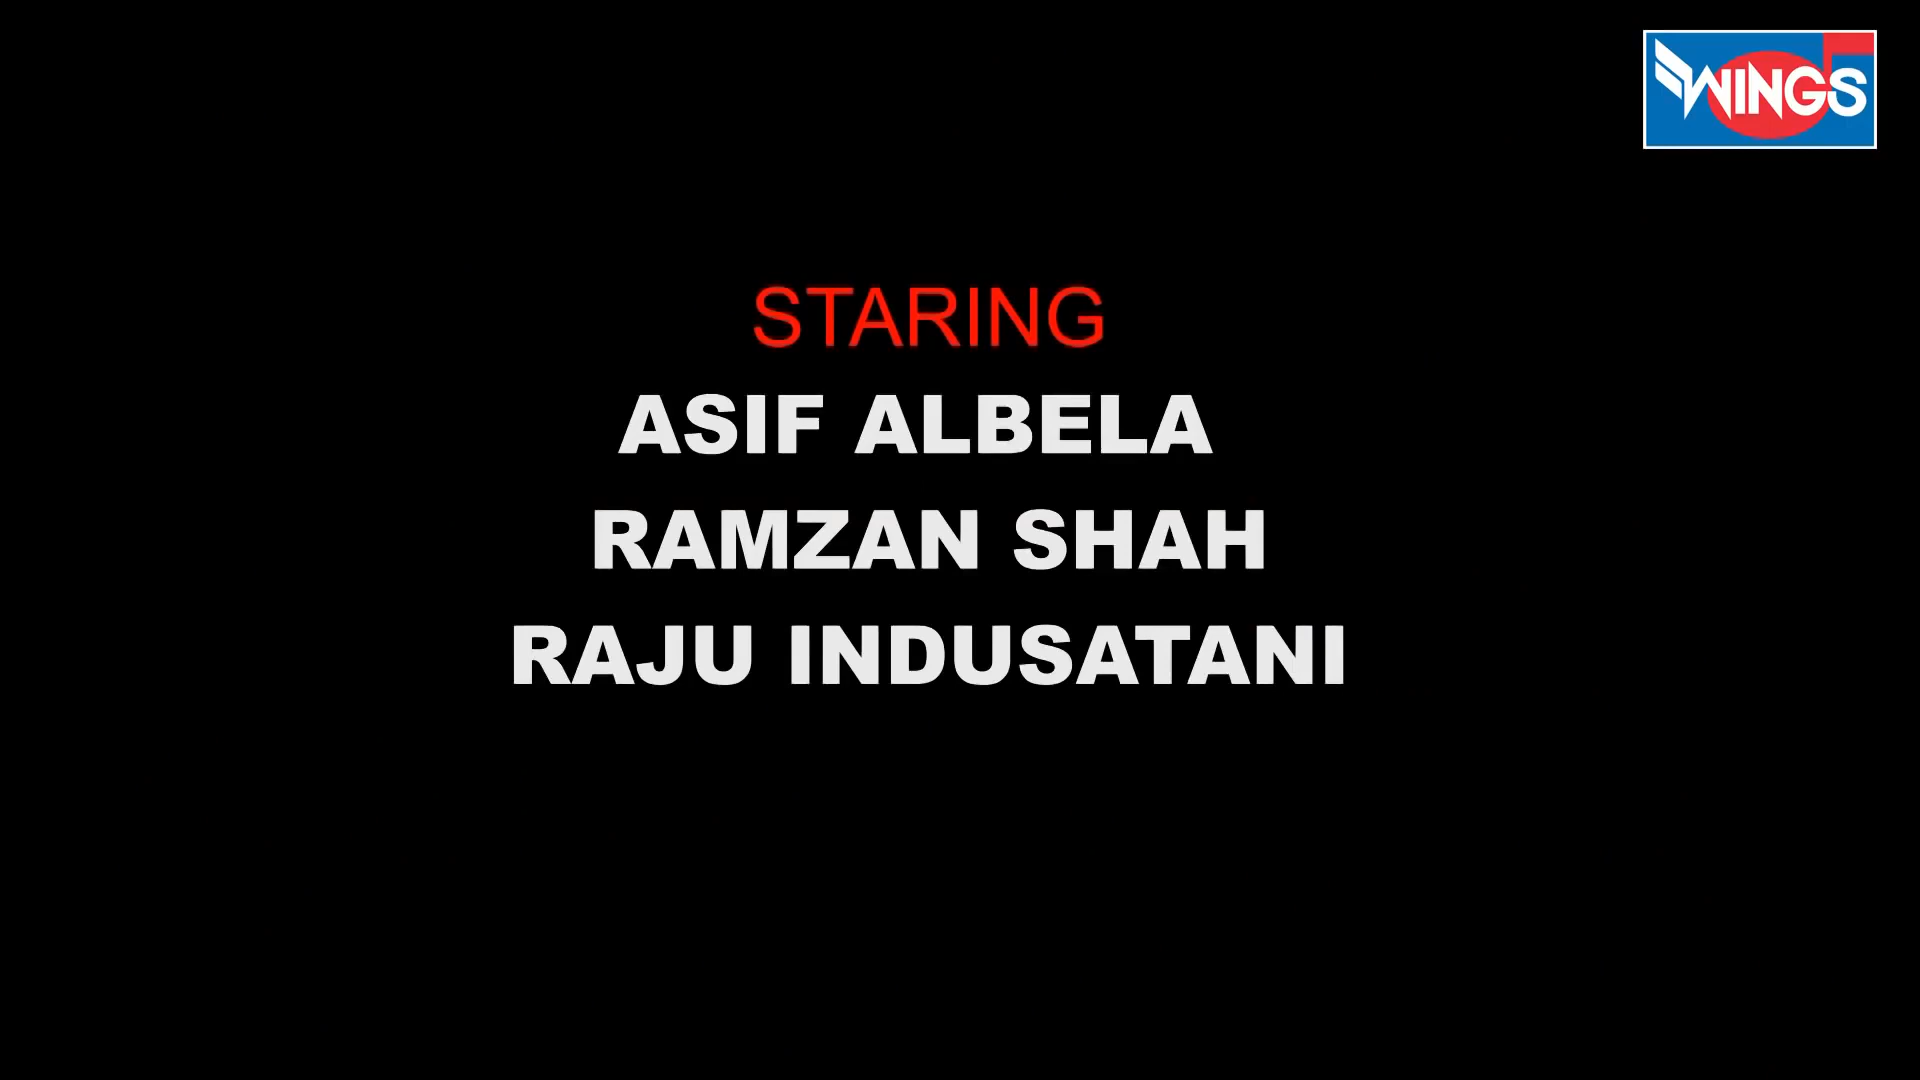 WINGS
STARING
ASIF ALBELA
RAMZAN SHAH
RAJU INDUSATANI